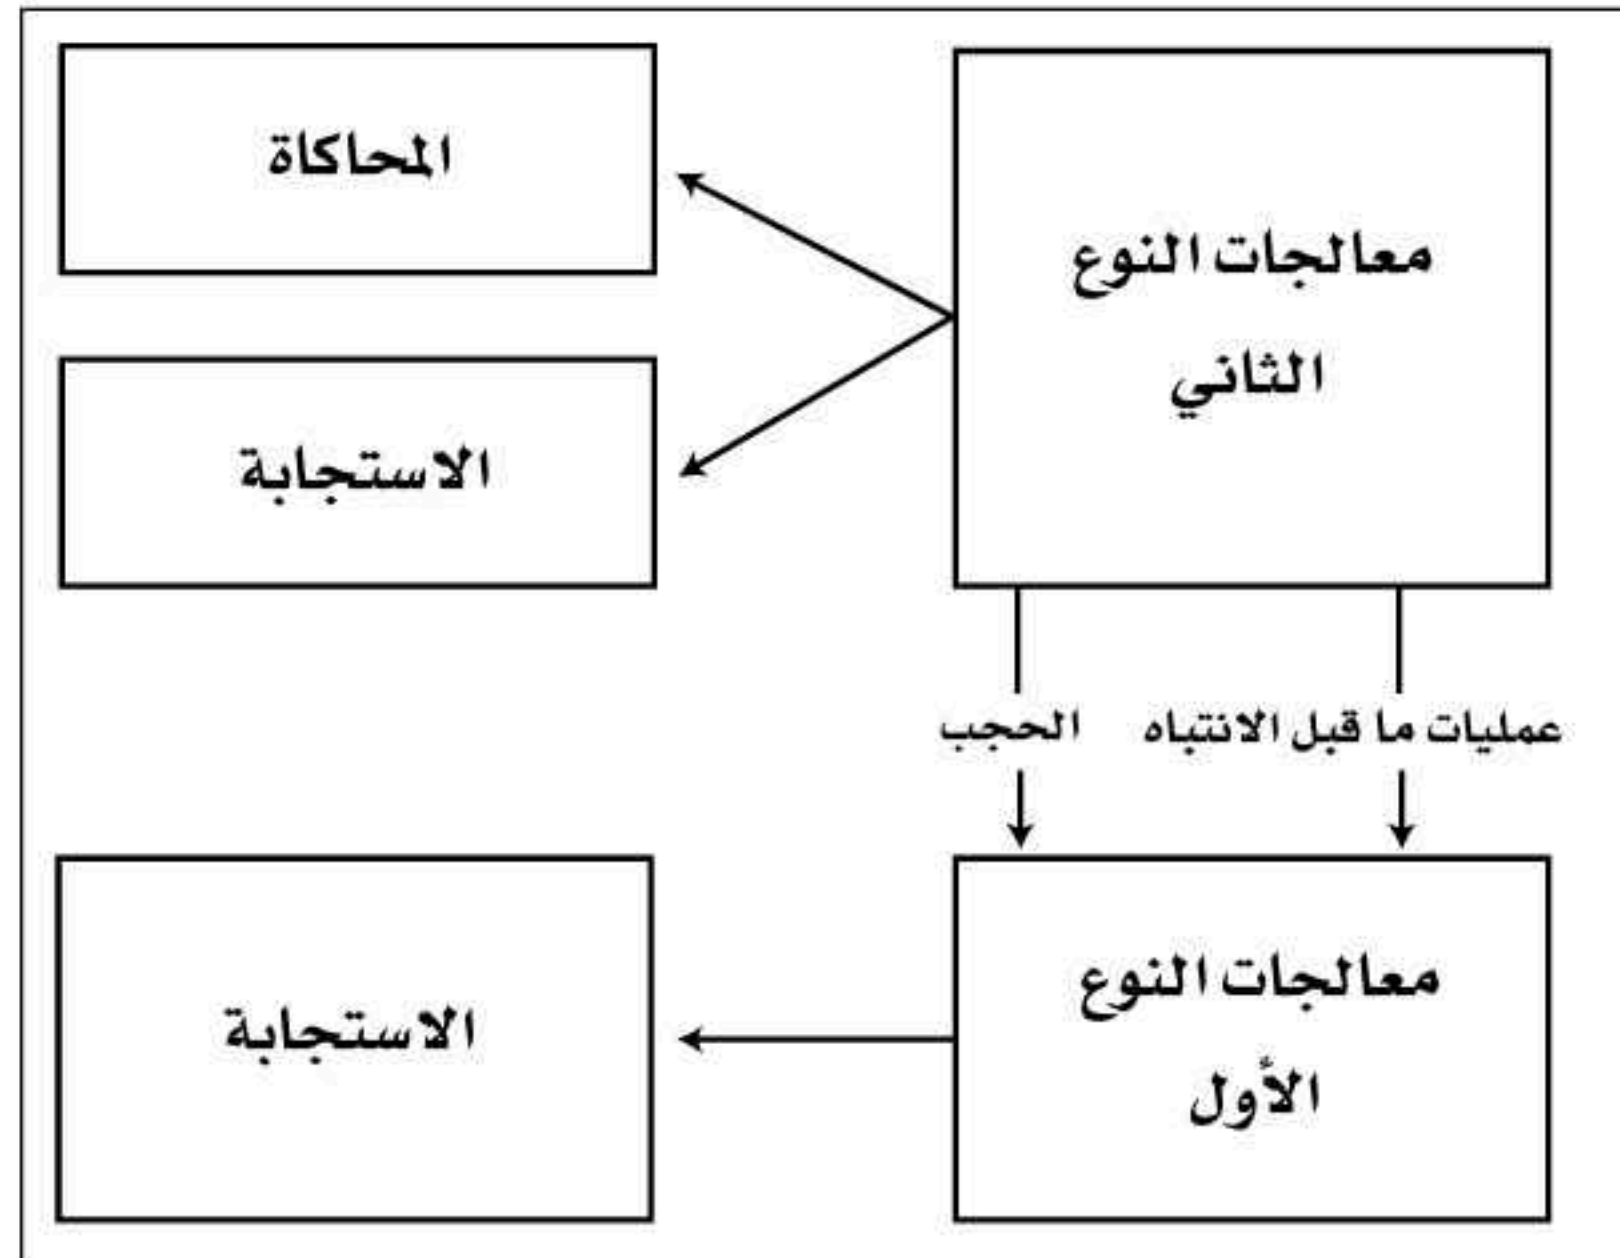 معالجات النوع
الثاني
المحاكاة
الاستجابة
عمليات ما قبل الانتباه
الحجب
معالجات النوع
الأول
الاستجابة